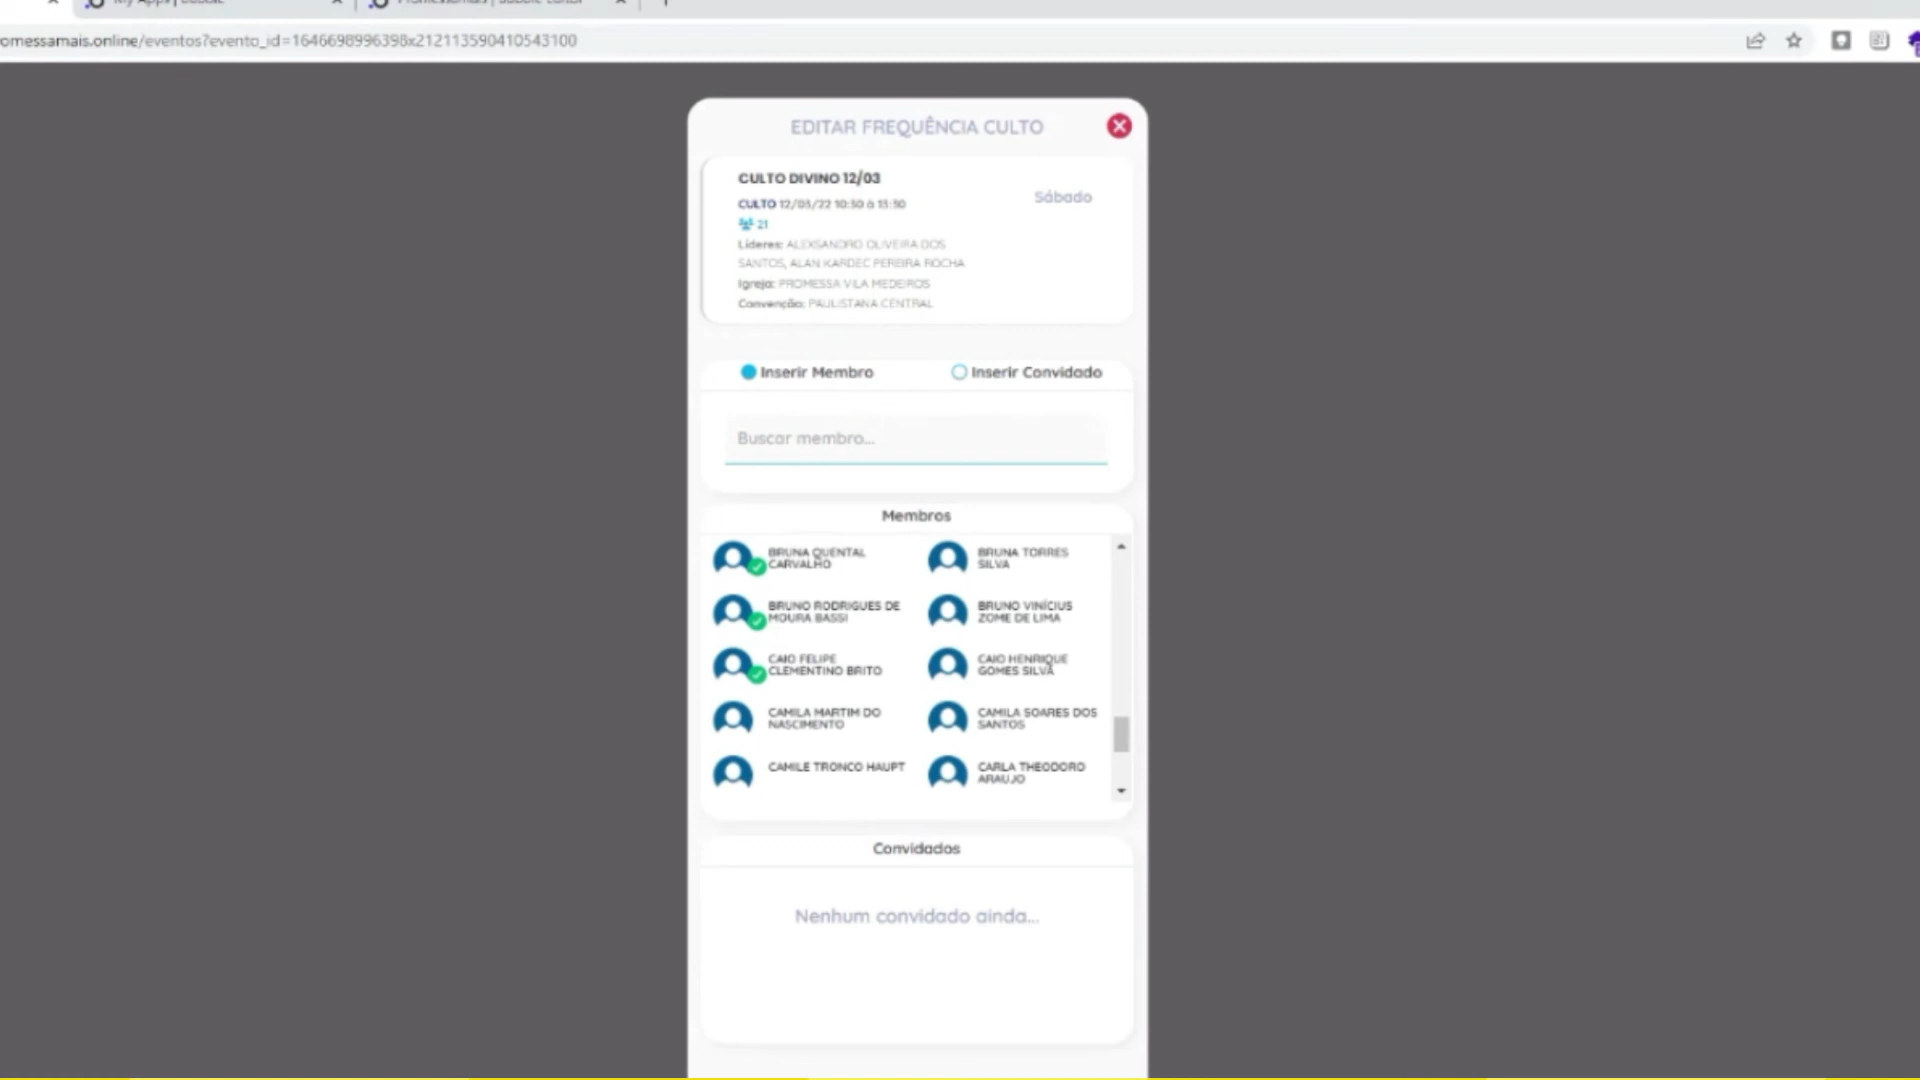 omessamais.online/eventos?evento_id=1646698996398x212113590410543100
EDITAR FREQUÊNCIA CULTO
CULTO DIVINO 12/03
Sábado
CULTO 12/03/22 10:30 à 13:30
21
Líderes: ALEXSANDRO OLIVEIRA DOS
SANTOS, ALAN KARDEC PEREIRA ROCHA
Igreja: PROMESSA VILA MEDEIROS
Convenção: PAULISTANA CENTRAL
Inserir Membro
Inserir Convidado
Buscar membro...
Membros
BRUNA QUENTAL
CARVALHO
BRUNA TORRES
SILVA
BRUNO RODRIGUES DE
MOURA BASSI
BRUNO VINÍCIUS
ZOME DE LIMA
CAIO FELIPE
CLEMENTINO BRITO
CAIO HENRIQUE
GOMES SILVA
CAMILA MARTIM DO
NASCIMENTO
CAMILA SOARES DOS
SANTOS
CAMILE TRONCO HAUPT
CARLA THEODORO
ARAUJO
Convidados
Nenhum convidado ainda...